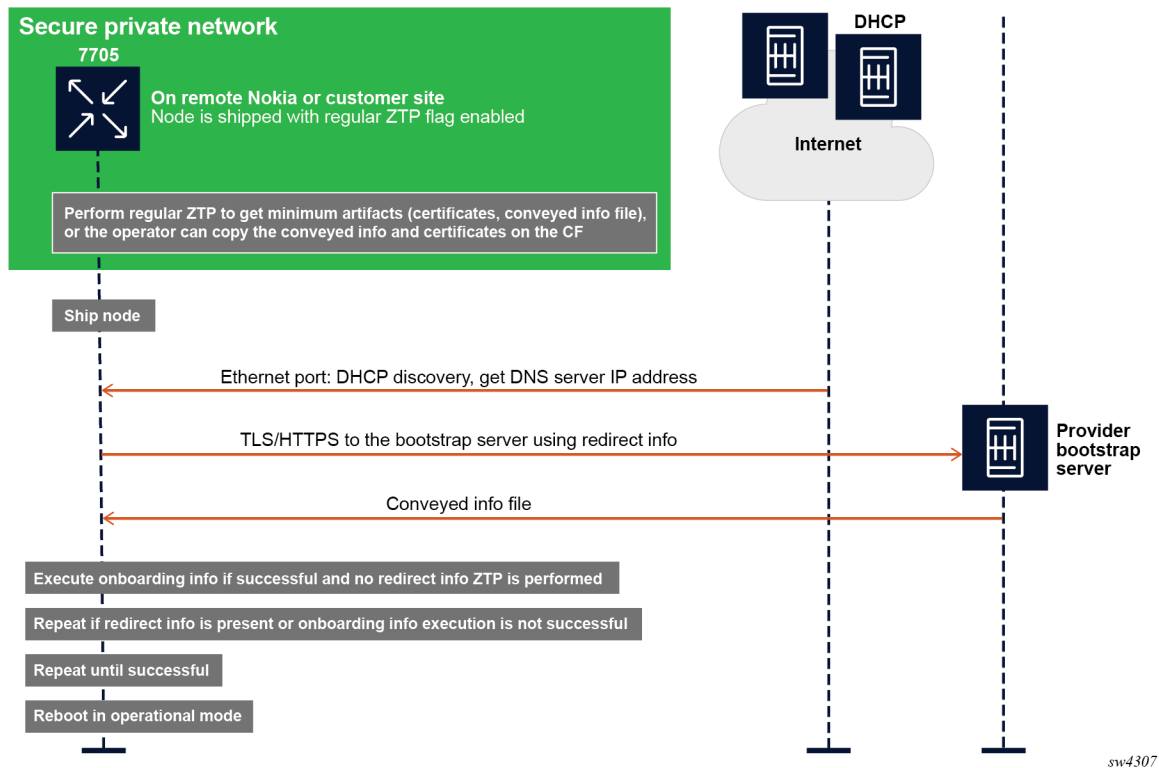 Secure private network
7705
On remote Nokia or customer site
Node is shipped with regular ZTP flag enabled
DHCP
Internet
Perform regular ZTP to get minimum artifacts (certificates, conveyed info file),
or the operator can copy the conveyed info and certificates on the CF
Ship node
Ethernet port: DHCP discovery, get DNS server IP address
TLS/HTTPS to the bootstrap server using redirect info
Provider
bootstrap
server
Conveyed info file
Execute onboarding info if successful and no redirect info ZTP is performed
Repeat if redirect info is present or onboarding info execution is not successful
Repeat until successful
Reboot in operational mode
sw4307